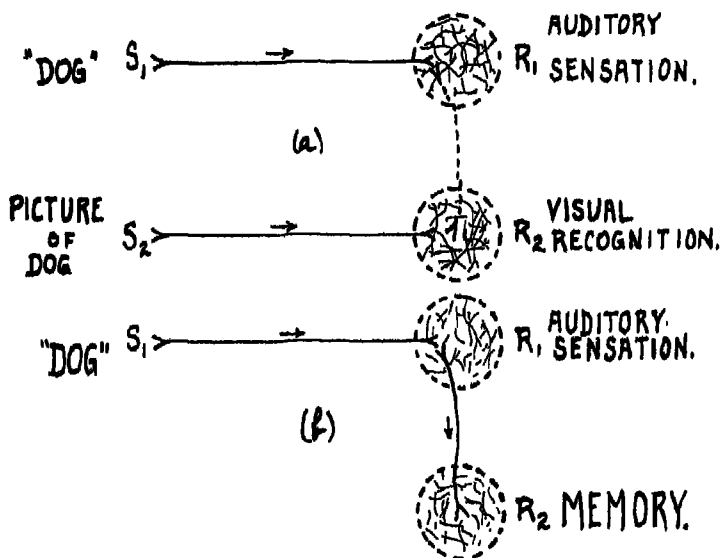 "DOG" S₁ R₁ AUDITORY
SENSATION.
(a)
PICTURE
OF
DOG
S₂ R₂ VISUAL
RECOGNITION.
"DOG" S₁ R₁ AUDITORY
SENSATION.
(b)
R₂ MEMORY.